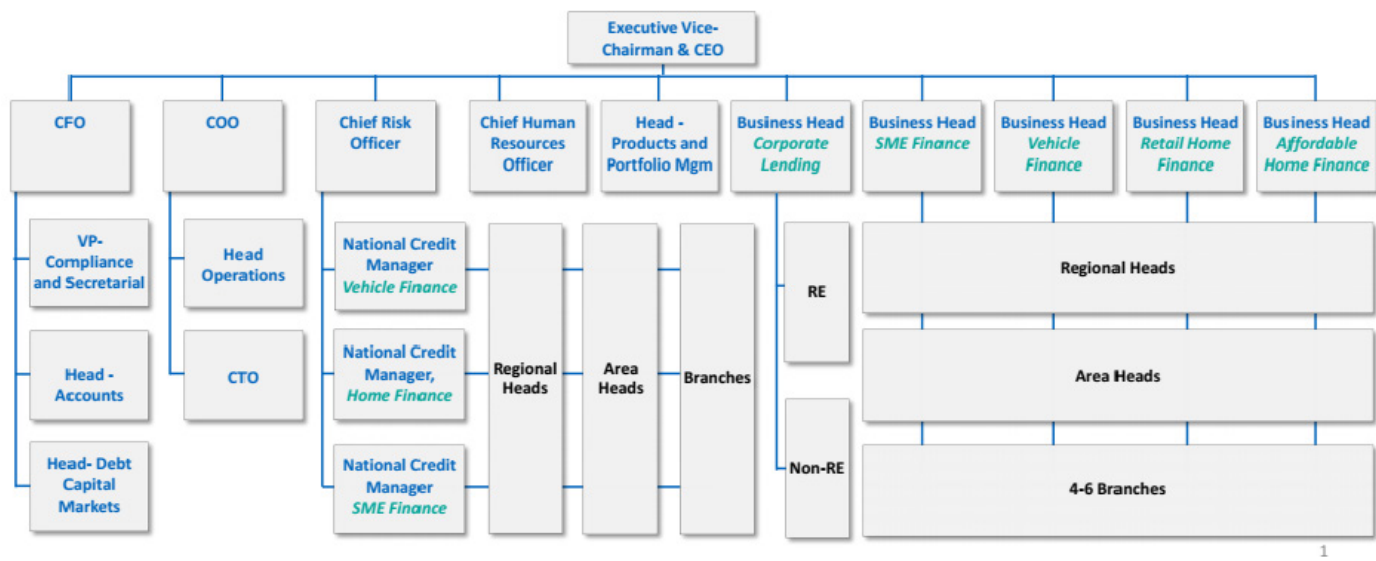 Executive Vice-
Chairman & CEO
CFO
COO
Chief Risk
Officer
Chief Human
Resources
Officer
Head -
Products and
Portfolio Mgm
Business Head
Corporate
Lending
Business Head
SME Finance
Business Head
Vehicle
Finance
Business Head
Retail Home
Finance
Business Head
Affordable
Home Finance
VP-
Compliance
and Secretarial
Head
Operations
National Credit
Manager
Vehicle Finance
Regional
Heads
Area
Heads
Branches
RE
Regional Heads
Head -
Accounts
CTO
National Credit
Manager,
Home Finance
Area Heads
Head- Debt
Capital
Markets
National Credit
Manager
SME Finance
Non-RE
4-6 Branches
1